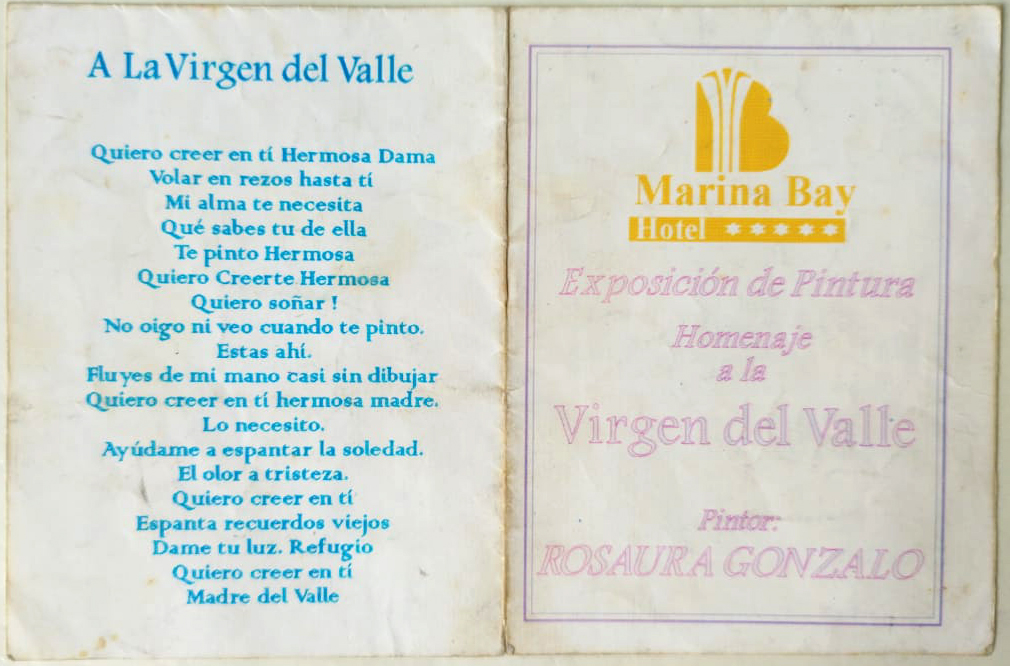 A La Virgen del Valle
Quiero creer en tí Hermosa Dama
Volar en rezos hasta tí
Mi alma te necesita
Qué sabes tu de ella
Te pinto Hermosa
Quiero Creerte Hermosa
Quiero soñar !
No oigo ni veo cuando te pinto.
Estas ahí.
Fluyes de mi mano casi sin dibujar
Quiero creer en tí hermosa madre.
Lo necesito.
Ayúdame a espantar la soledad.
El olor a tristeza.
Quiero creer en tí
Espanta recuerdos viejos
Dame tu luz. Refugio
Quiero creer en tí
Madre del Valle
Marina Bay
Hotel ★★★★★
Exposición de Pintura
Homenaje
a la
Virgen del Valle
Pintor:
ROSAURA GONZALO